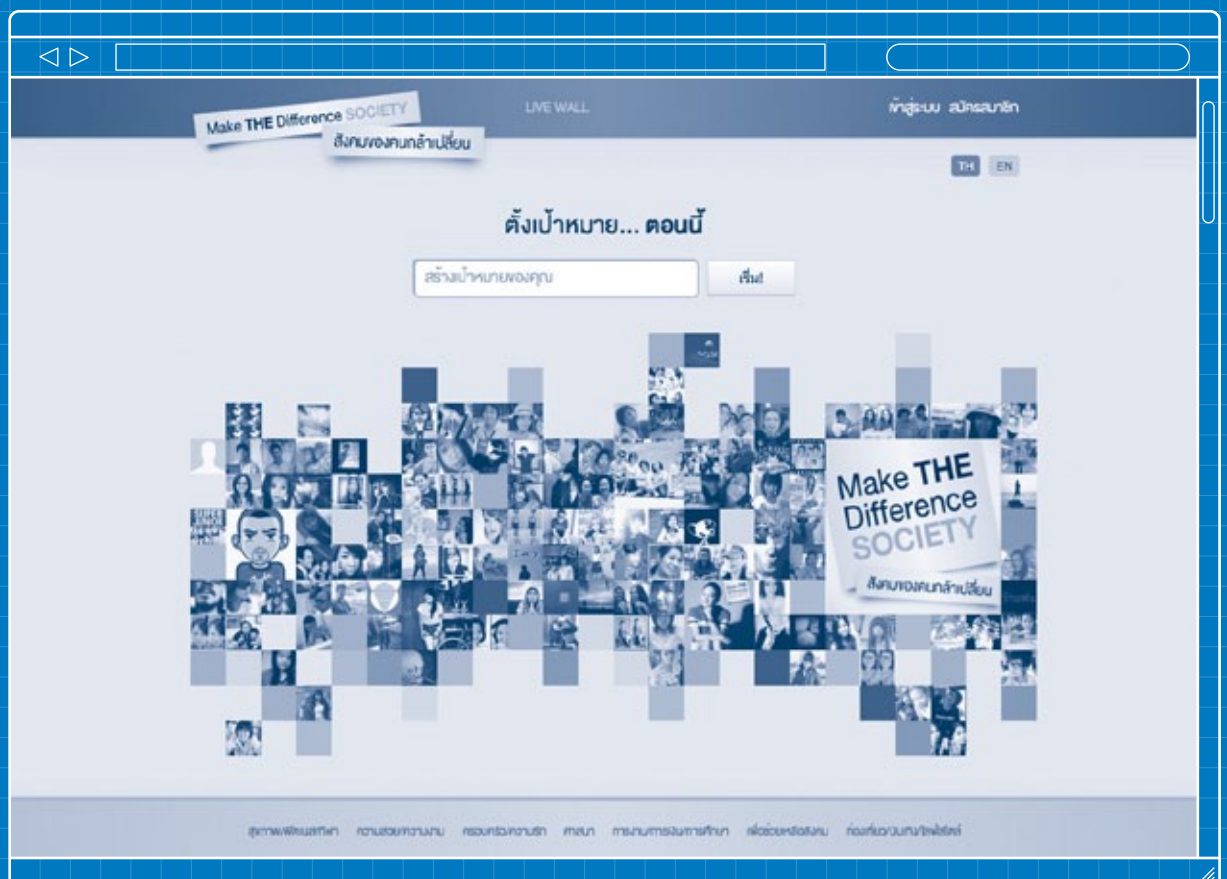 Make THE Difference SOCIETY
สังคมของคนกล้าเปลี่ยน
LIVE WALL
เข้าสู่ระบบ สมัครสมาชิก
TH EN
ตั้งเป้าหมาย... ตอนนี้
สร้างเป้าหมายของคุณ
เริ่ม!
Make THE
Difference
SOCIETY
สังคมของคนกล้าเปลี่ยน
SUPER
JUNIOR
สุขภาพ/ฟิตเนส/กีฬา ความสวยความงาม ครอบครัว/ความรัก ศาสนา การงาน/การเงิน/การศึกษา เพื่อช่วยเหลือสังคม ท่องเที่ยว/บันเทิง/ไลฟ์สไตล์